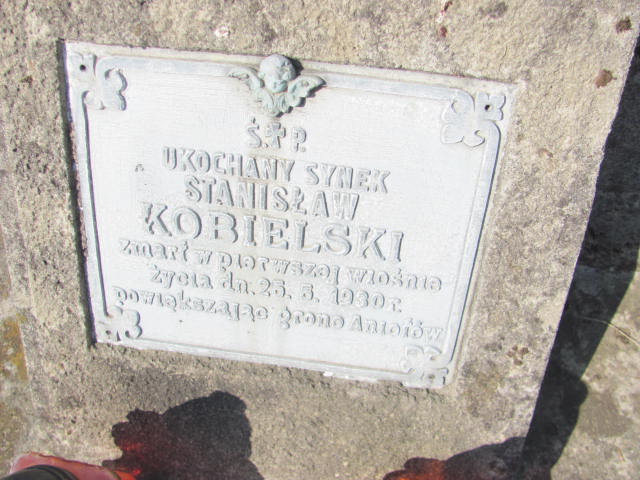 Ś.†P.
UKOCHANY SYNEK
STANISŁAW
KOBIELSKI
zmarł w pierwszej wiośnie
życia dn. 25. 5. 1930 r.
powiększając grono Aniołów